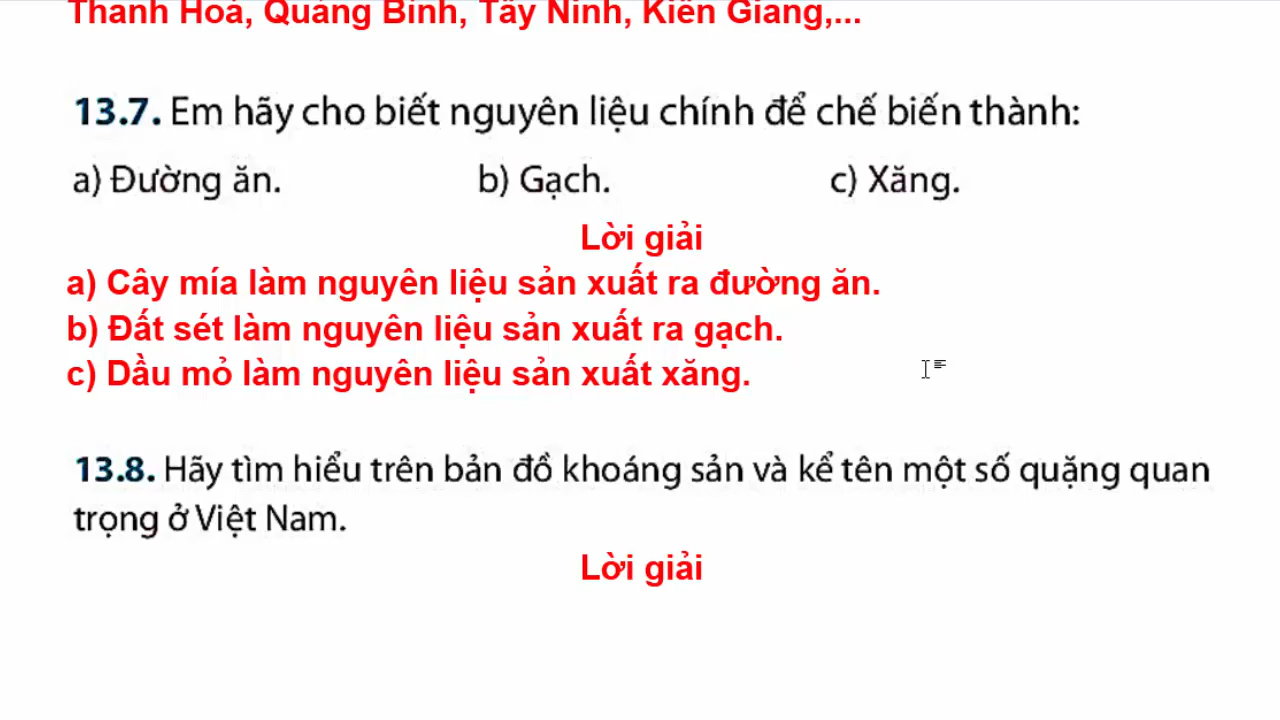 Thanh Hoá, Quảng Bình, Tây Ninh, Kiên Giang,...
13.7. Em hãy cho biết nguyên liệu chính để chế biến thành:
a) Đường ăn. b) Gạch. c) Xăng.
Lời giải
a) Cây mía làm nguyên liệu sản xuất ra đường ăn.
b) Đất sét làm nguyên liệu sản xuất ra gạch.
c) Dầu mỏ làm nguyên liệu sản xuất xăng.
13.8. Hãy tìm hiểu trên bản đồ khoáng sản và kể tên một số quặng quan
trọng ở Việt Nam.
Lời giải